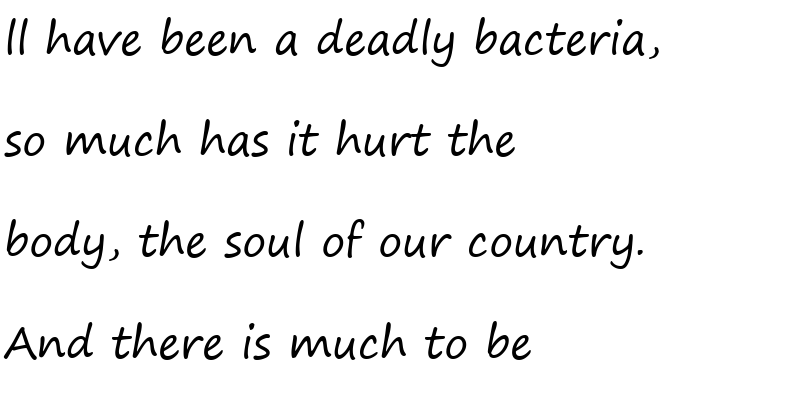 ll have been a deadly bacteria,
so much has it hurt the
body, the soul of our country.
And there is much to be